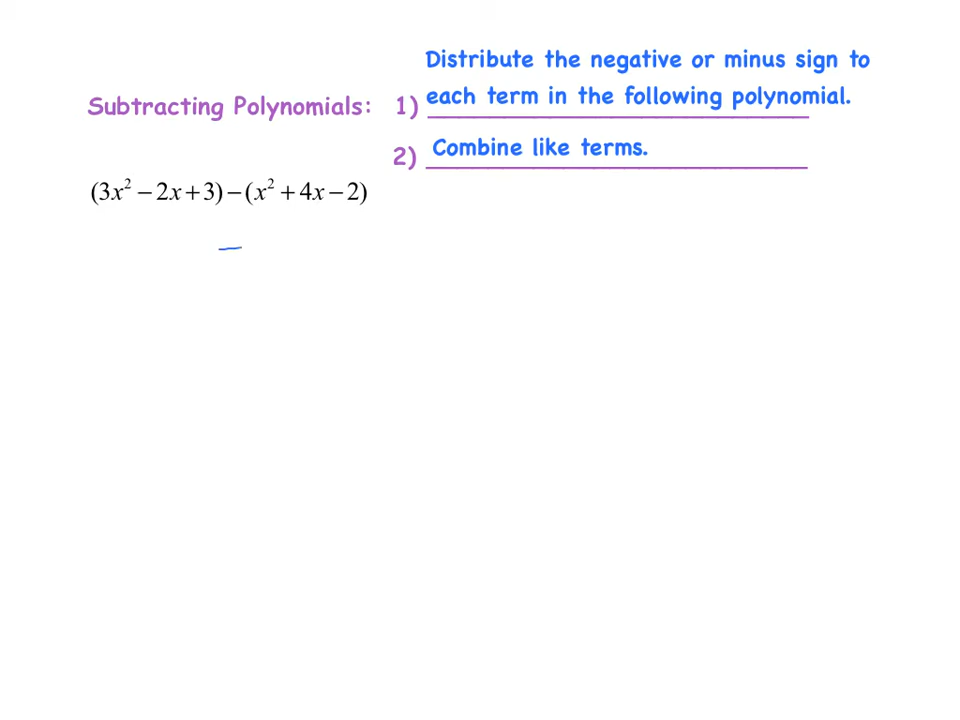 Distribute the negative or minus sign to
Subtracting Polynomials: 1) each term in the following polynomial.
2) Combine like terms.
(3x² − 2x + 3) − (x² + 4x − 2)
—